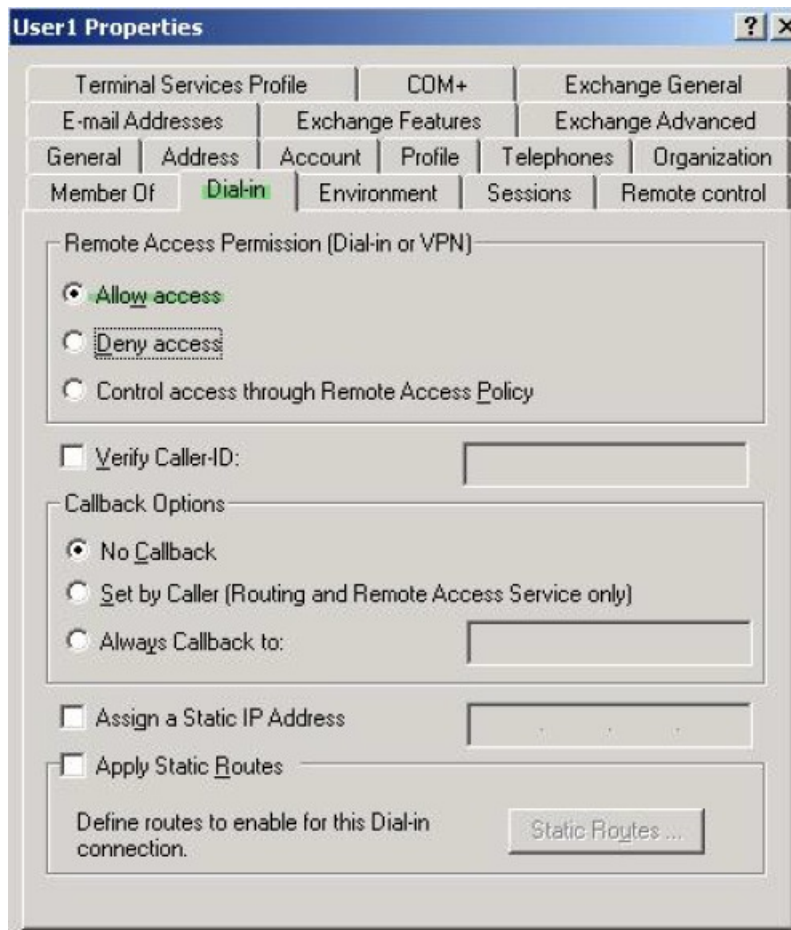 User1 Properties
Terminal Services Profile COM+ Exchange General
E-mail Addresses Exchange Features Exchange Advanced
General Address Account Profile Telephones Organization
Member Of Dial-in Environment Sessions Remote control
Remote Access Permission (Dial-in or VPN)
Allow access
Deny access
Control access through Remote Access Policy
Verify Caller-ID:
Callback Options
No Callback
Set by Caller (Routing and Remote Access Service only)
Always Callback to:
Assign a Static IP Address
Apply Static Routes
Define routes to enable for this Dial-in
connection.
Static Routes ...